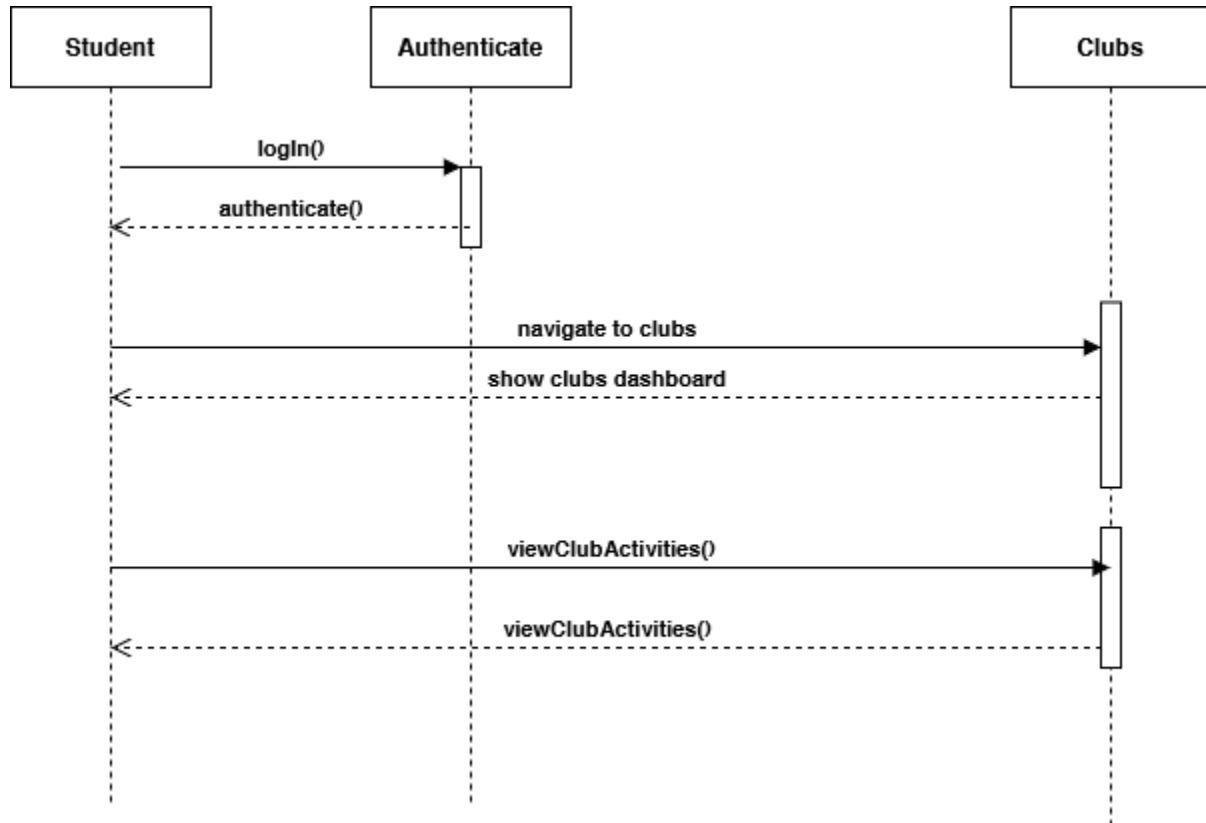 Student
Authenticate
Clubs
logIn()
authenticate()
navigate to clubs
show clubs dashboard
viewClubActivities()
viewClubActivities()